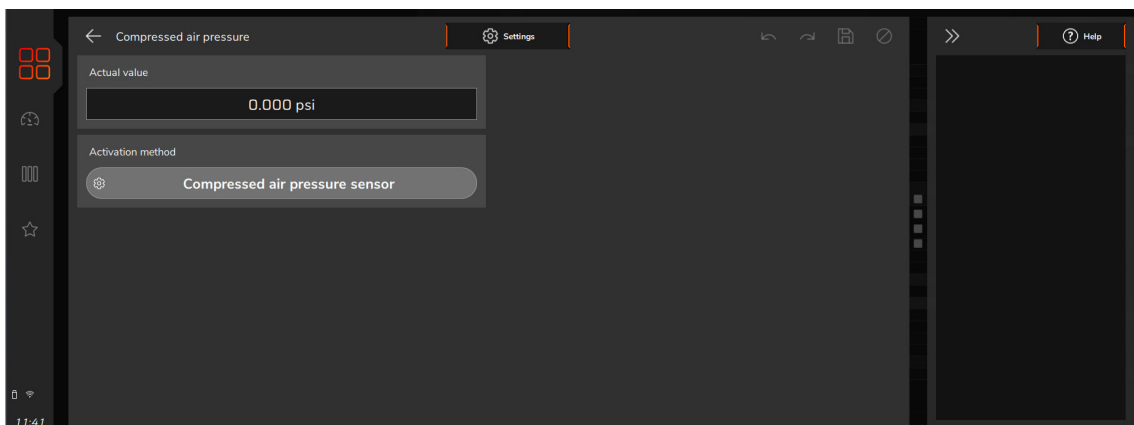 Compressed air pressure
Settings
Help
Actual value
0.000 psi
Activation method
Compressed air pressure sensor
11:41